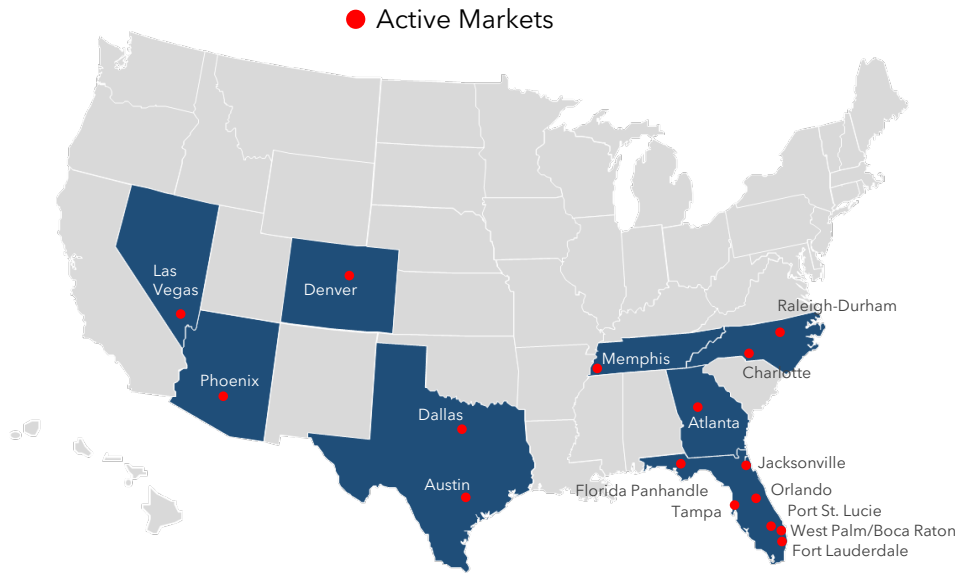 Active Markets
Las
Vegas
Denver
Phoenix
Dallas
Austin
Raleigh-Durham
Memphis
Charlotte
Atlanta
Jacksonville
Florida Panhandle
Orlando
Tampa
Port St. Lucie
West Palm/Boca Raton
Fort Lauderdale